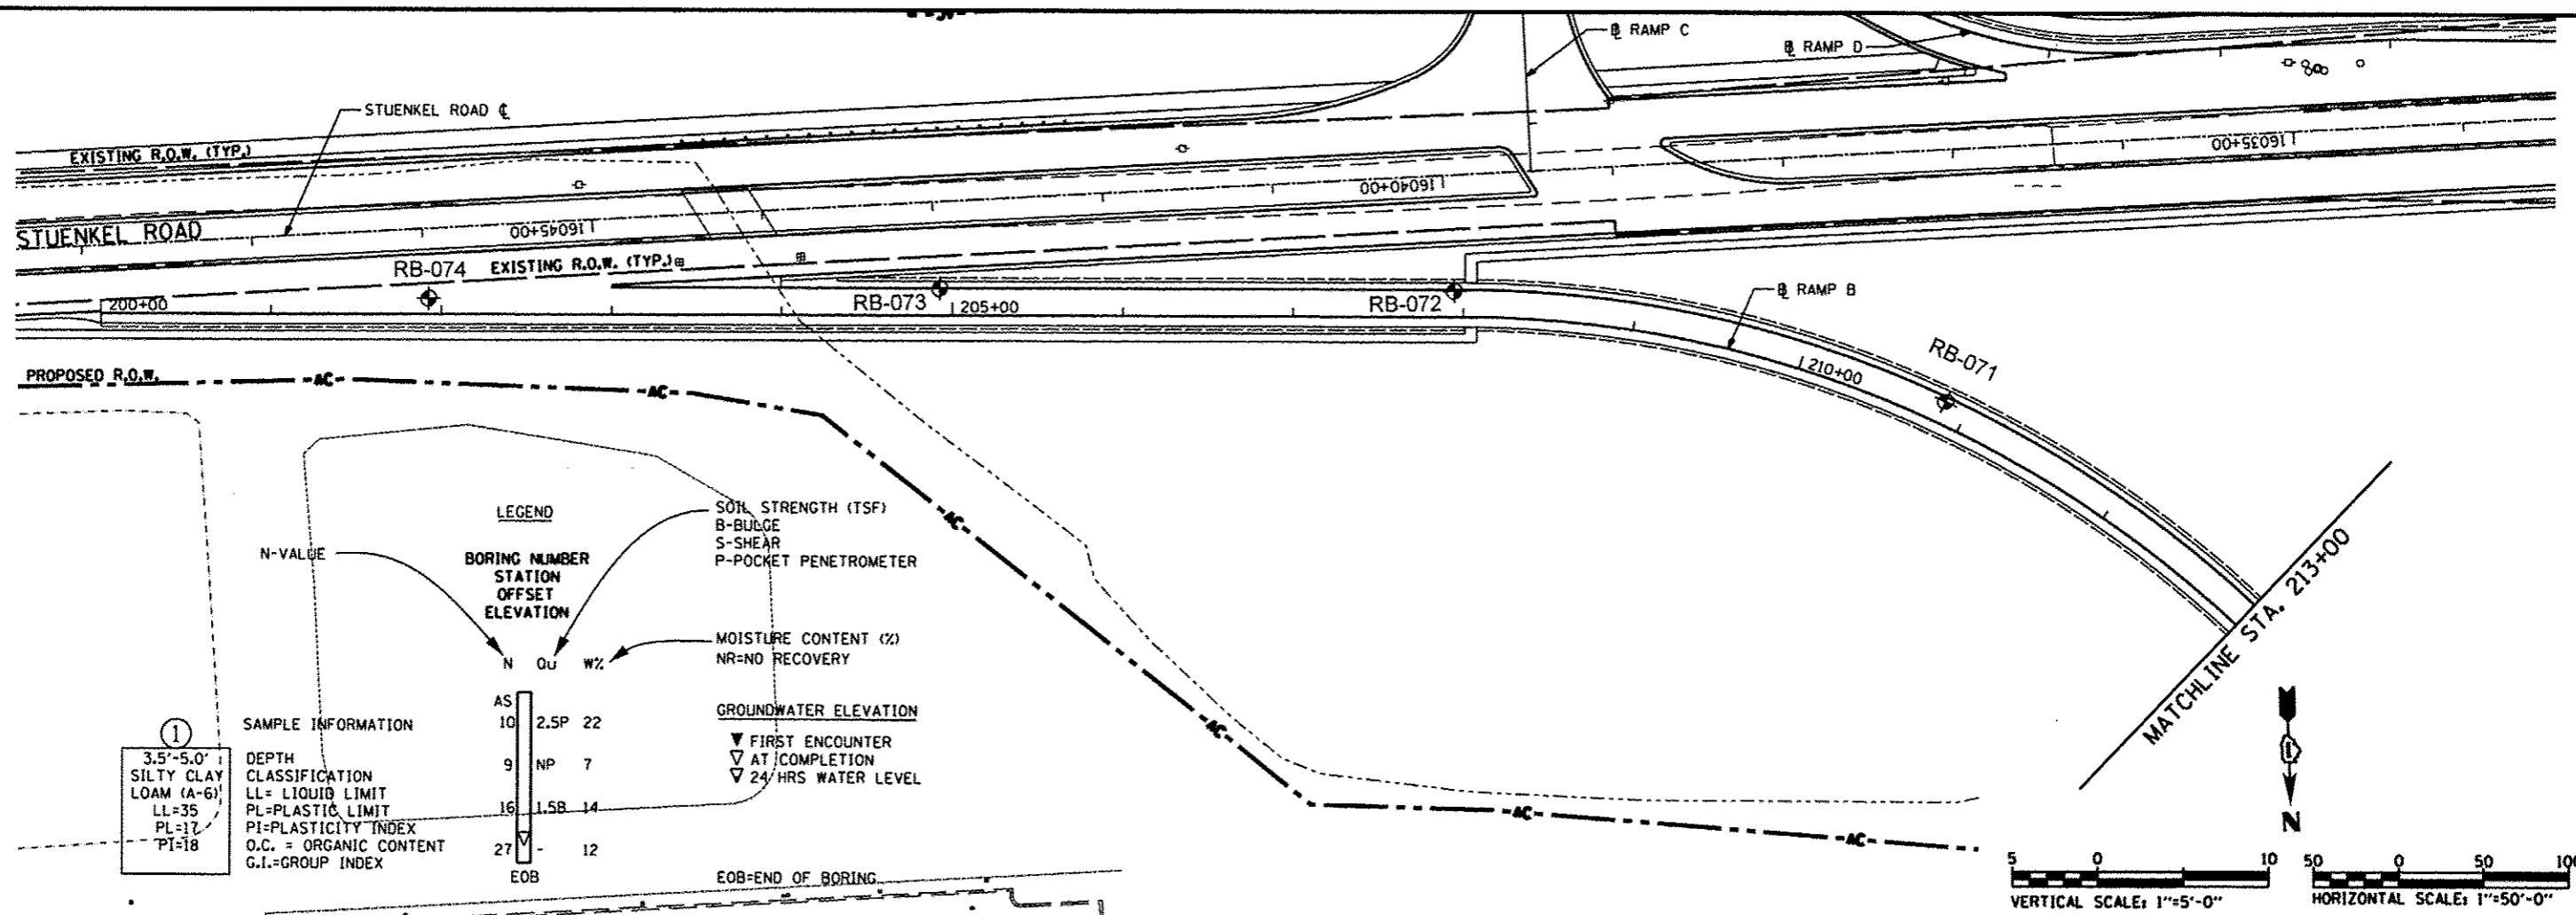 ℄ RAMP C
℄ RAMP D
STUENKEL ROAD ℄
EXISTING R.O.W. (TYP.)
16035+00
16040+00
16045+00
STUENKEL ROAD
RB-074
EXISTING R.O.W. (TYP.)
200+00
RB-073
205+00
RB-072
℄ RAMP B
RB-071
210+00
PROPOSED R.O.W.
AC
AC
AC
AC
AC
AC
MATCHLINE STA. 213+00
LEGEND
SOIL STRENGTH (TSF)
B-BULGE
S-SHEAR
P-POCKET PENETROMETER
N-VALUE
BORING NUMBER
STATION
OFFSET
ELEVATION
MOISTURE CONTENT (%)
NR=NO RECOVERY
N Qu W%
AS
10 2.5P 22
9 NP 7
16 1.5B 14
27 - 12
EOB
GROUNDWATER ELEVATION
▼ FIRST ENCOUNTER
▽ AT COMPLETION
▽ 24 HRS WATER LEVEL
EOB=END OF BORING
1
SAMPLE INFORMATION
3.5'-5.0' DEPTH
SILTY CLAY CLASSIFICATION
LOAM (A-6) LL= LIQUID LIMIT
LL=35 PL=PLASTIC LIMIT
PL=17 PI=PLASTICITY INDEX
PI=18 O.C. = ORGANIC CONTENT
G.I.=GROUP INDEX
N
5 0 10
VERTICAL SCALE: 1"=5'-0"
50 0 50 100
HORIZONTAL SCALE: 1"=50'-0"